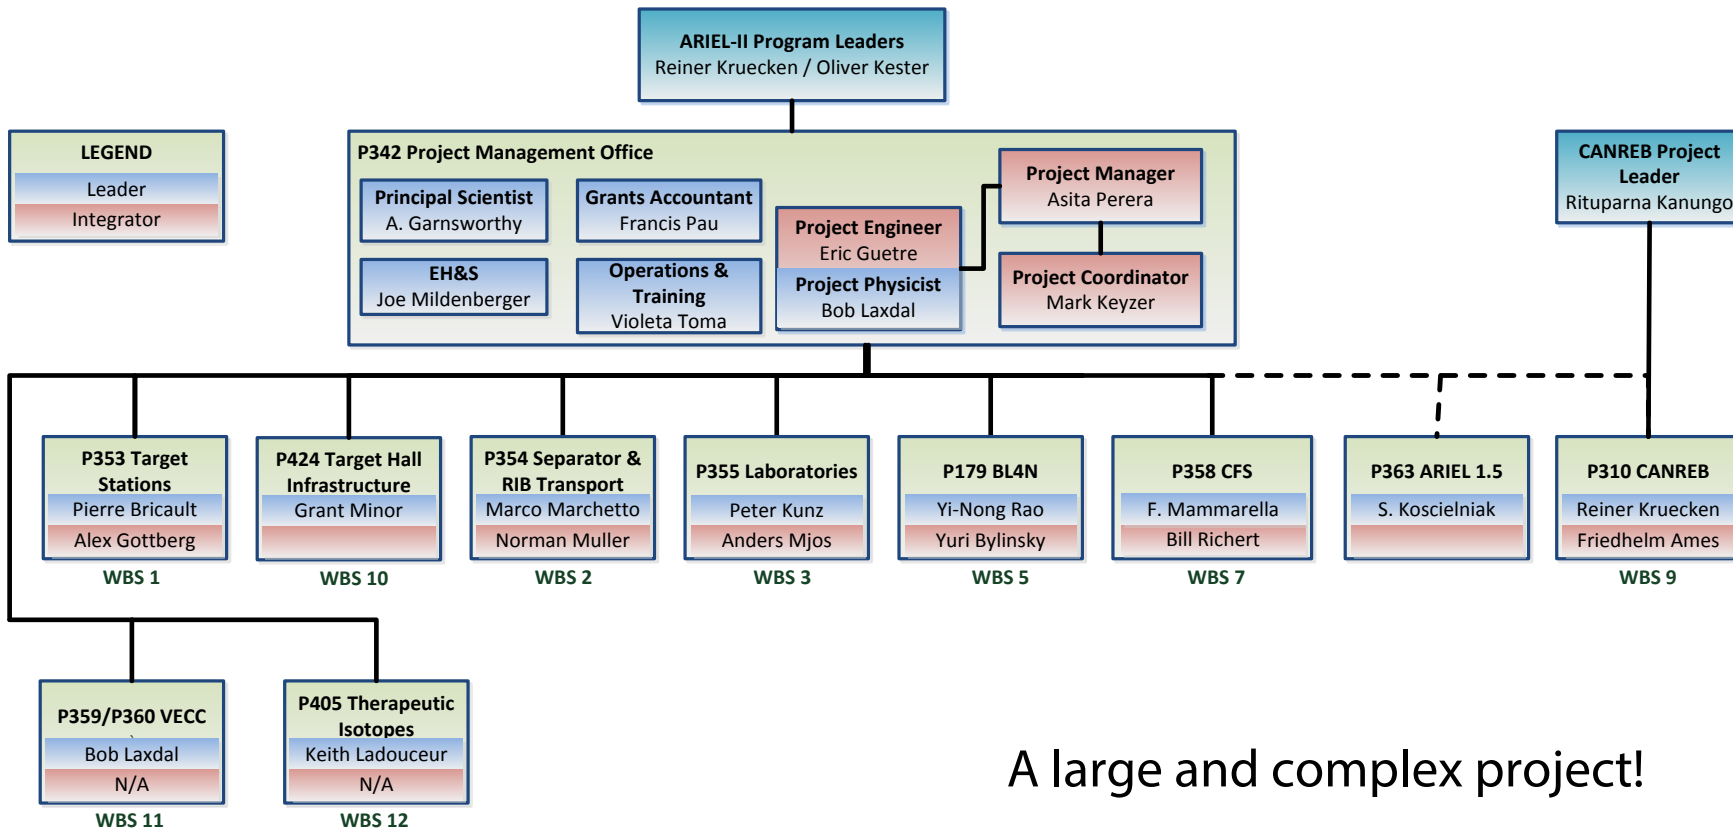 ARIEL-II Program Leaders
Reiner Kruecken / Oliver Kester
LEGEND
Leader
Integrator
P342 Project Management Office
Principal Scientist
A. Garnsworthy
Grants Accountant
Francis Pau
EH&S
Joe Mildenberger
Operations &
Training
Violeta Toma
Project Engineer
Eric Guetre
Project Physicist
Bob Laxdal
Project Manager
Asita Perera
Project Coordinator
Mark Keyzer
CANREB Project
Leader
Rituparna Kanungo
P353 Target
Stations
Pierre Bricault
Alex Gottberg
WBS 1
P424 Target Hall
Infrastructure
Grant Minor
WBS 10
P354 Separator &
RIB Transport
Marco Marchetto
Norman Muller
WBS 2
P355 Laboratories
Peter Kunz
Anders Mjos
WBS 3
P179 BL4N
Yi-Nong Rao
Yuri Bylinsky
WBS 5
P358 CFS
F. Mammarella
Bill Richert
WBS 7
P363 ARIEL 1.5
S. Koscielniak
P310 CANREB
Reiner Kruecken
Friedhelm Ames
WBS 9
P359/P360 VECC
`
Bob Laxdal
N/A
WBS 11
P405 Therapeutic
Isotopes
Keith Ladouceur
N/A
WBS 12
A large and complex project!